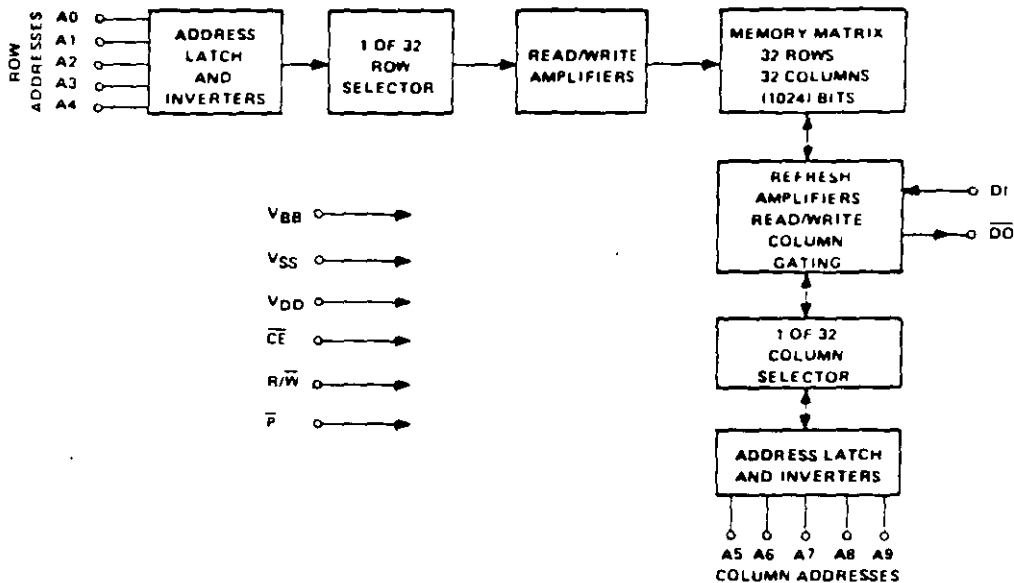 ROW
ADDRESSES
A0
A1
A2
A3
A4
ADDRESS
LATCH
AND
INVERTERS
1 OF 32
ROW
SELECTOR
READ/WRITE
AMPLIFIERS
MEMORY MATRIX
32 ROWS
32 COLUMNS
(1024) BITS
REFRESH
AMPLIFIERS
READ/WRITE
COLUMN
GATING
DI
D̅O̅
VBB
VSS
VDD
C̅E̅
R/W̅
P̅
1 OF 32
COLUMN
SELECTOR
ADDRESS LATCH
AND INVERTERS
A5 A6 A7 A8 A9
COLUMN ADDRESSES